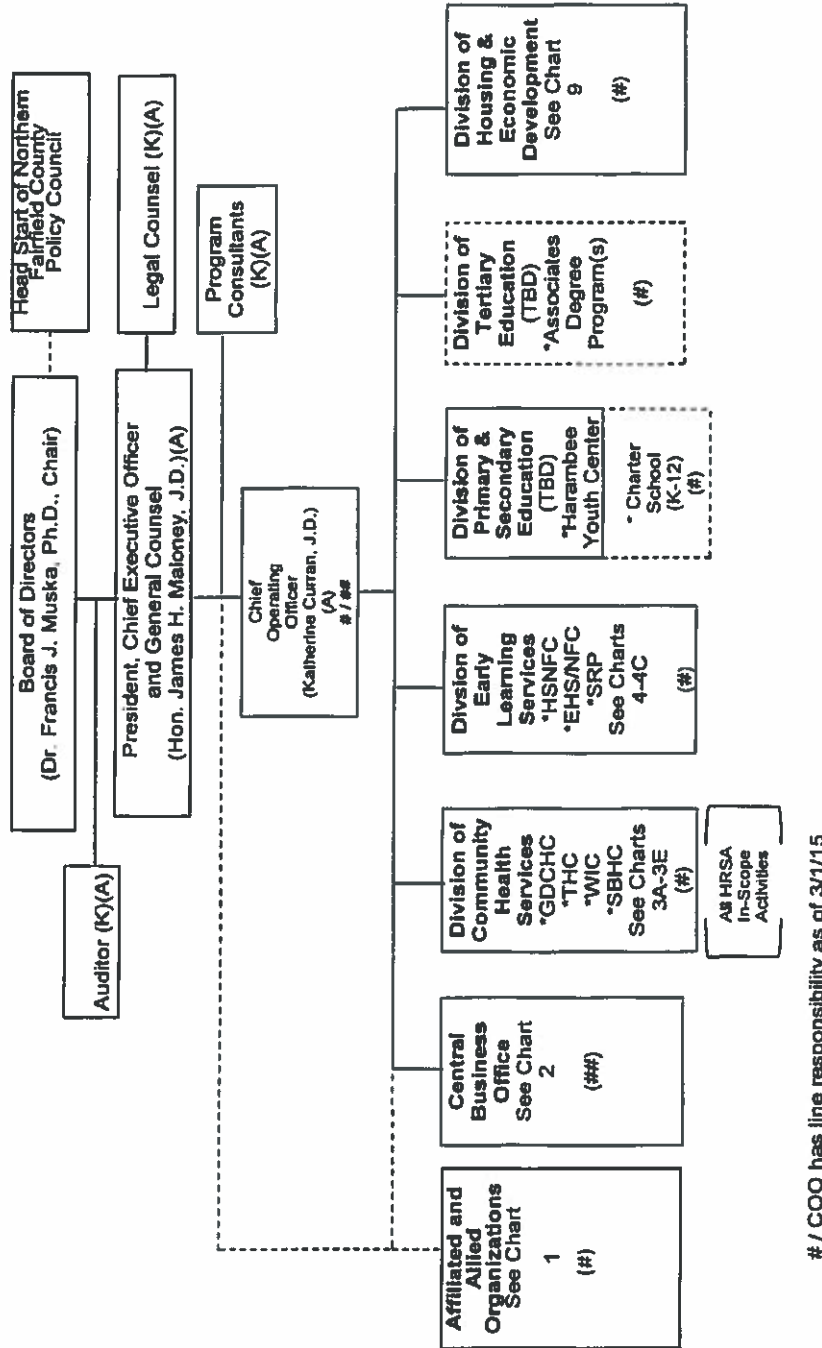 Head Start of Northern
Fairfield County
Policy Council
Board of Directors
(Dr. Francis J. Muska, Ph.D., Chair)
Auditor (K)(A)
President, Chief Executive Officer
and General Counsel
(Hon. James H. Maloney, J.D.)(A)
Legal Counsel (K)(A)
Program
Consultants
(K)(A)
Chief
Operating
Officer
(Katherine Curran, J.D.)
(A)
# / ##
Affiliated and
Allied
Organizations
See Chart
1
(#)
Central
Business
Office
See Chart
2
(##)
Division of
Community
Health
Services
*GDCHC
*THC
*WIC
*SBHC
See Charts
3A-3E
(#)
All HRSA
In-Scope
Activities
Divsion of
Early
Learning
Services
*HSNFC
*EHS/NFC
*SRP
See Charts
4-4C
(#)
Division of
Primary &
Secondary
Education
(TBD)
*Harambee
Youth Center
* Charter
School
(K-12)
(#)
Division of
Tertiary
Education
(TBD)
*Associates
Degree
Program(s)
(#)
Division of
Housing &
Economic
Development
See Chart
9
(#)
# / COO has line responsibility as of 3/1/15